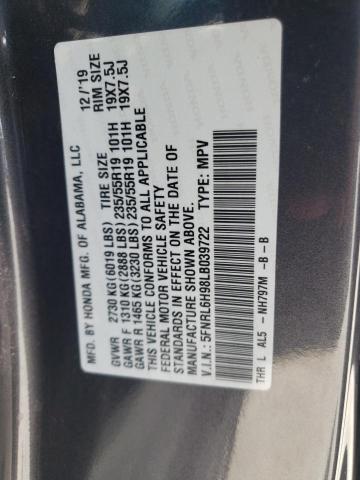 MFD. BY HONDA MFG. OF ALABAMA, LLC 12/'19
GVWR 2730 KG(6019 LBS) TIRE SIZE RIM SIZE
GAWR F 1310 KG(2888 LBS) 235/55R19 101H 19X7.5J
GAWR R 1465 KG(3230 LBS) 235/55R19 101H 19X7.5J
THIS VEHICLE CONFORMS TO ALL APPLICABLE
FEDERAL MOTOR VEHICLE SAFETY
STANDARDS IN EFFECT ON THE DATE OF
MANUFACTURE SHOWN ABOVE.
V.I.N.: 5FNRL6H98LB039722 TYPE: MPV
THR L AL5 - NH797M -B - B